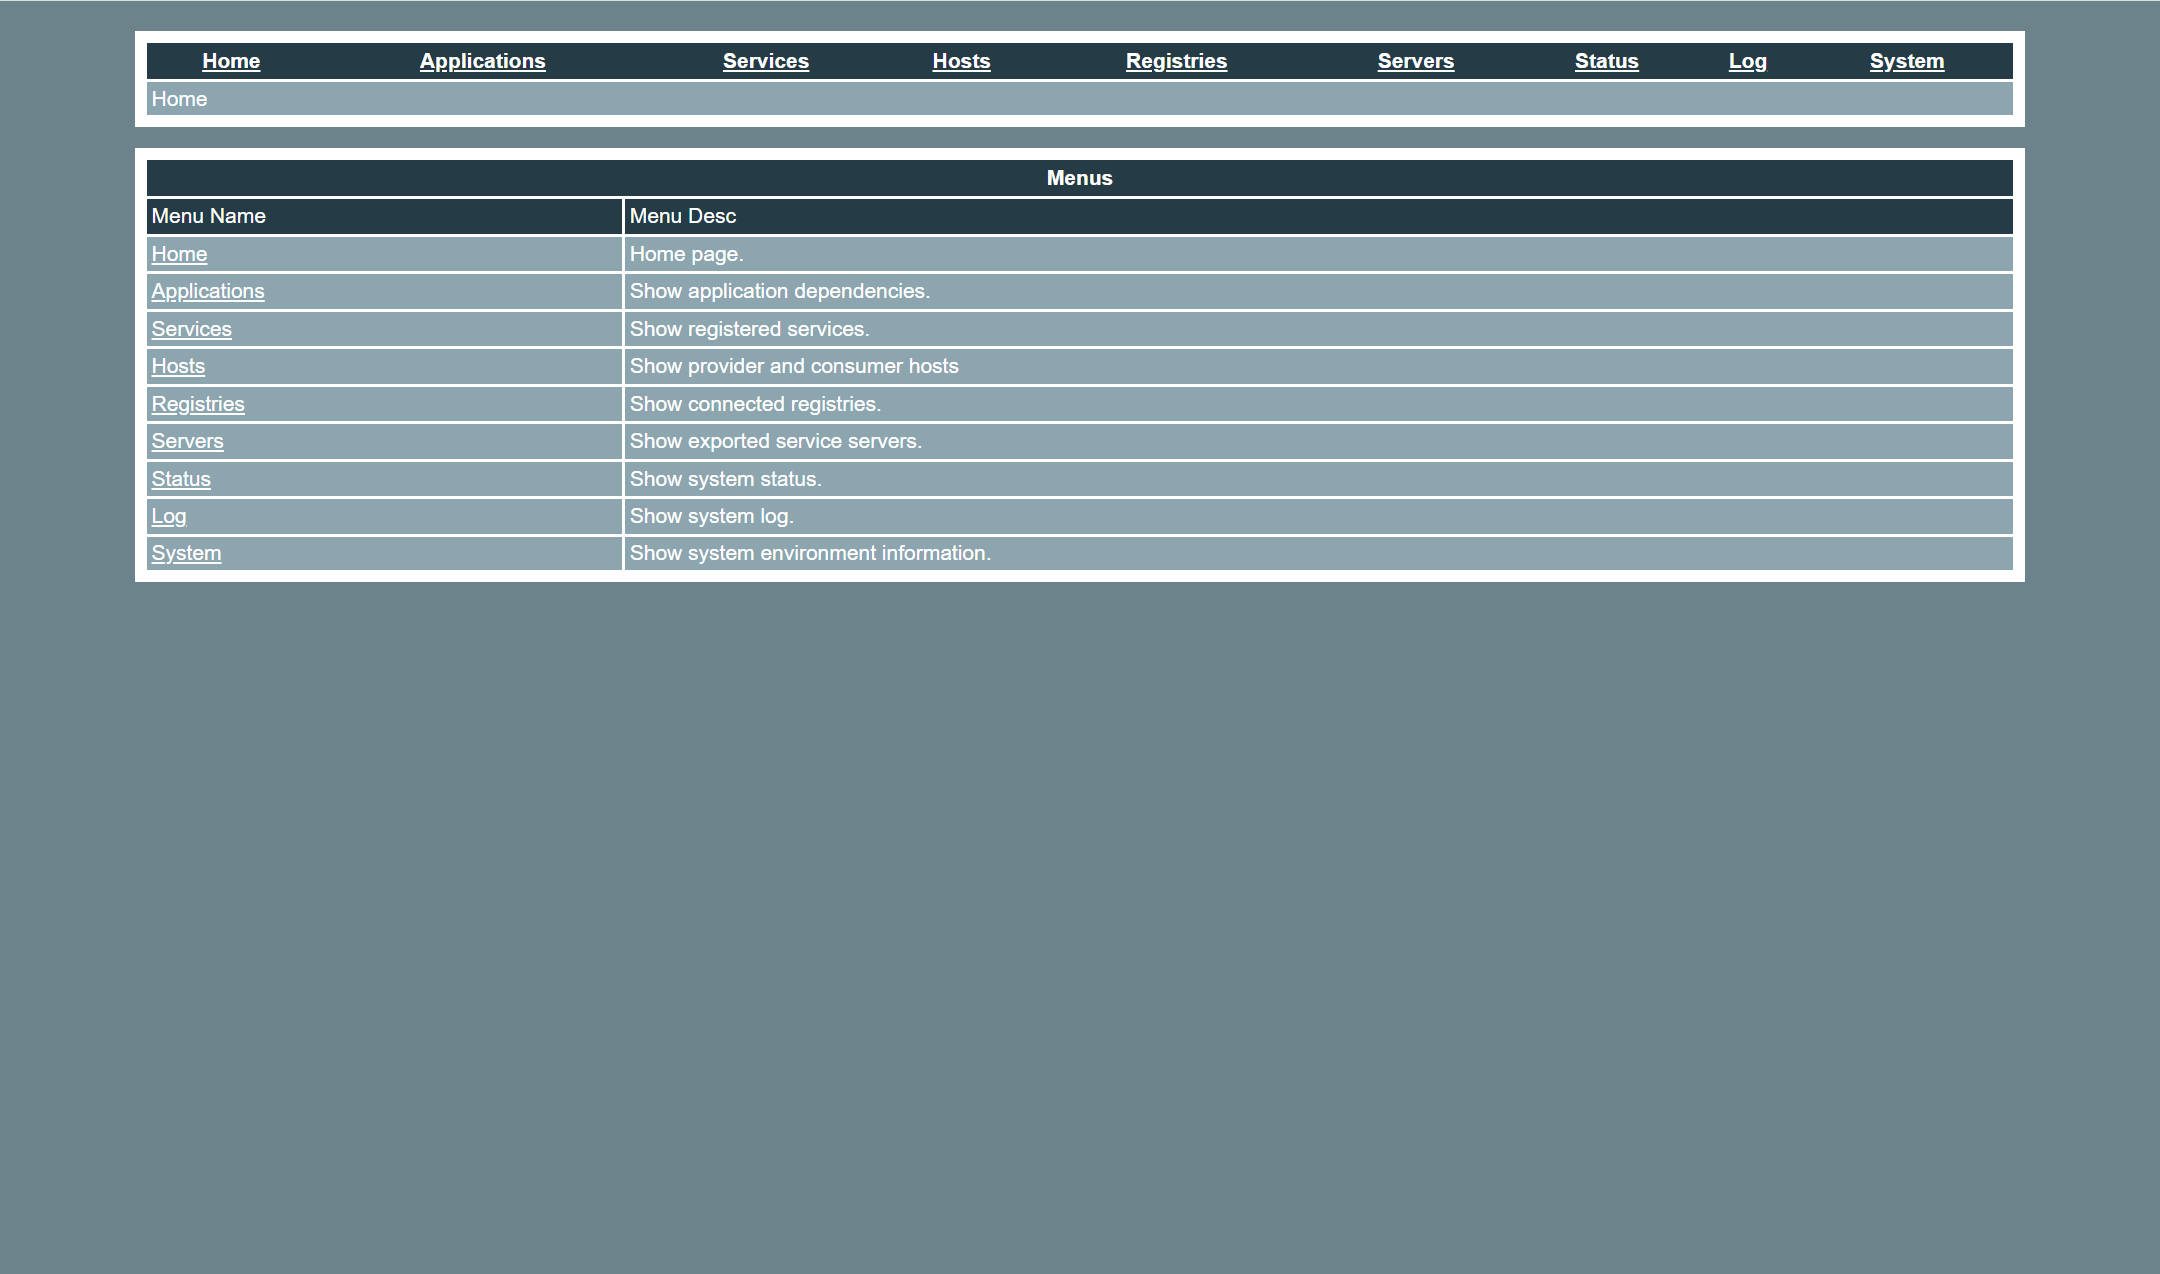 Home Applications Services Hosts Registries Servers Status Log System
Home
Menus
Menu Name Menu Desc
Home Home page.
Applications Show application dependencies.
Services Show registered services.
Hosts Show provider and consumer hosts
Registries Show connected registries.
Servers Show exported service servers.
Status Show system status.
Log Show system log.
System Show system environment information.